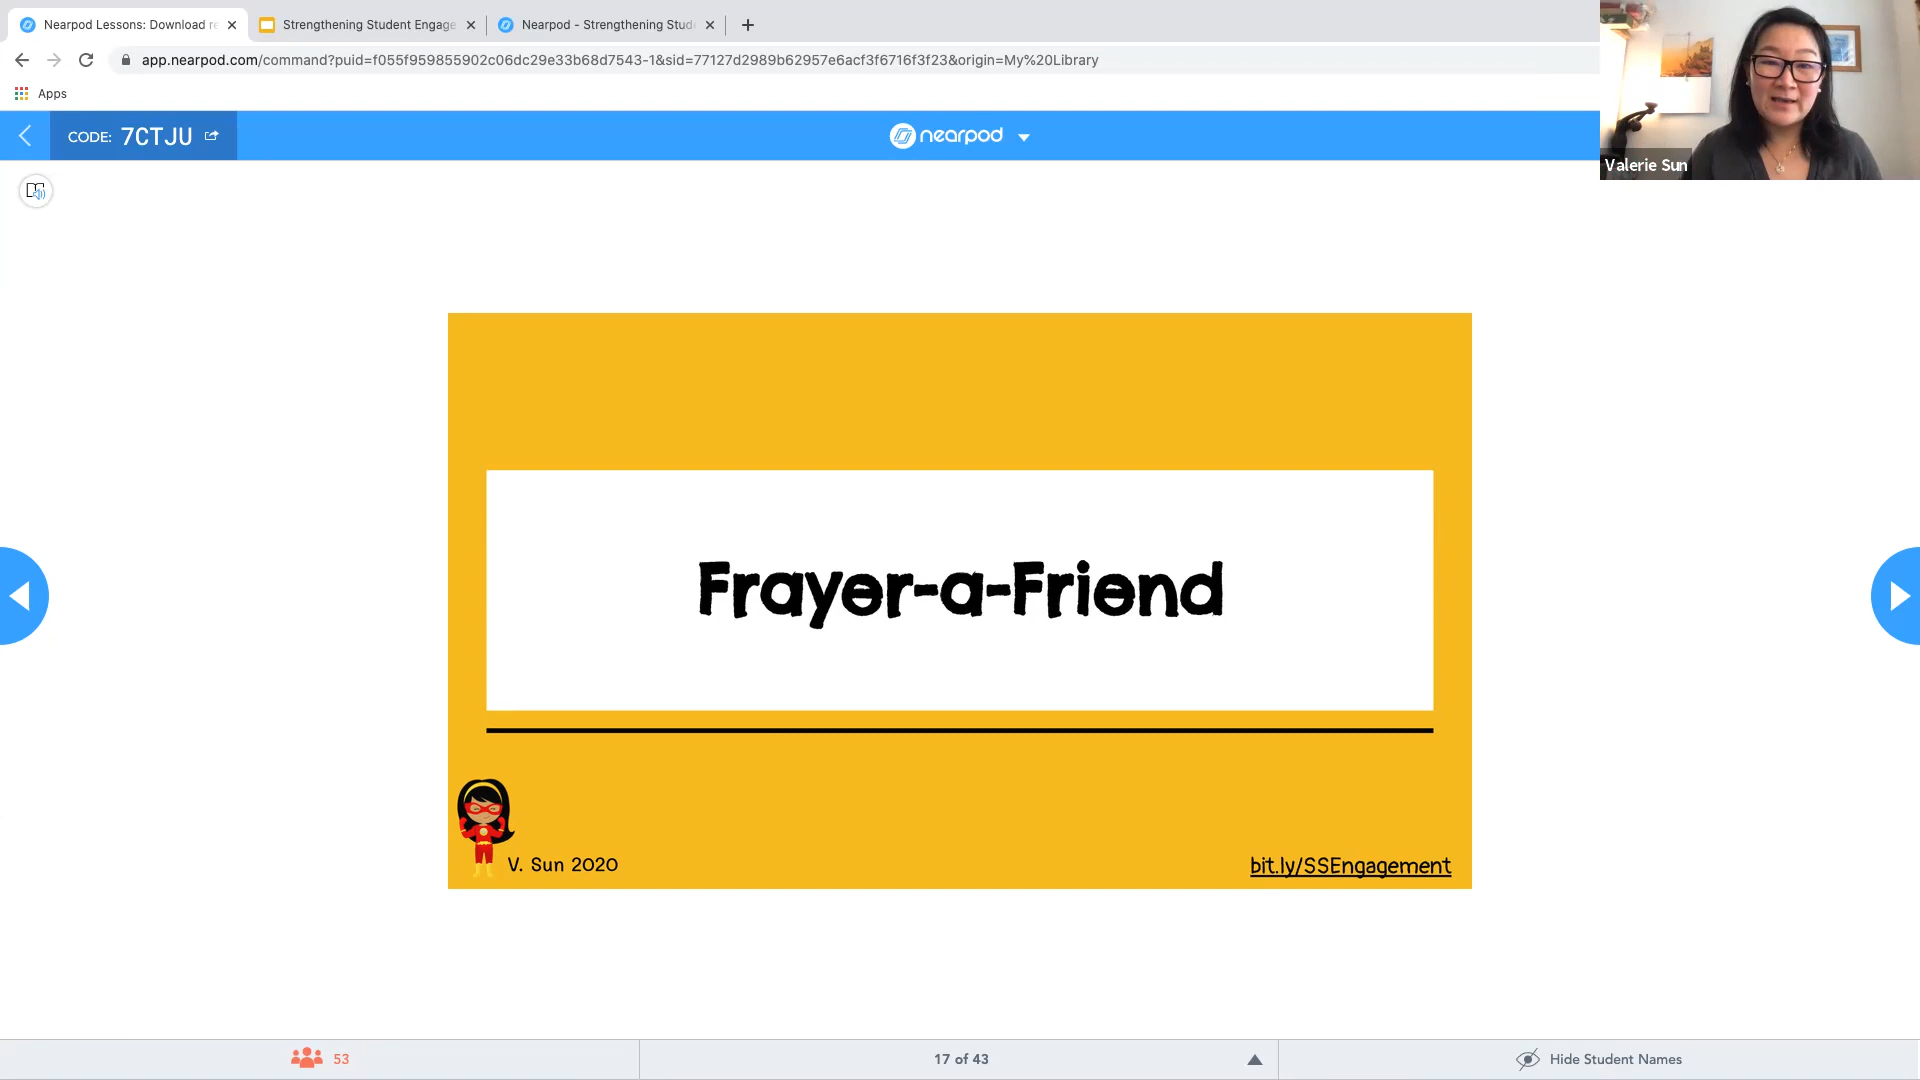 Nearpod Lessons: Download re
Strengthening Student Engage
Nearpod - Strengthening Stud
app.nearpod.com/command?puid=f055f959855902c06dc29e33b68d7543-1&sid=77127d2989b62957e6acf3f6716f3f23&origin=My%20Library
Apps
CODE: 7CTJU
nearpod
Valerie Sun
Frayer-a-Friend
V. Sun 2020
bit.ly/SSEngagement
53
17 of 43
Hide Student Names